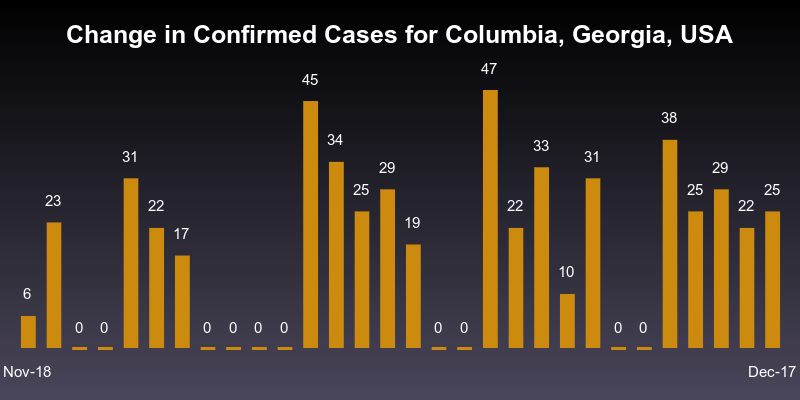 Change in Confirmed Cases for Columbia, Georgia, USA
6 23 0 0 31 22 17 0 0 0 0 45 34 25 29 19 0 0 47 22 33 10 31 0 0 38 25 29 22 25
Nov-18 Dec-17